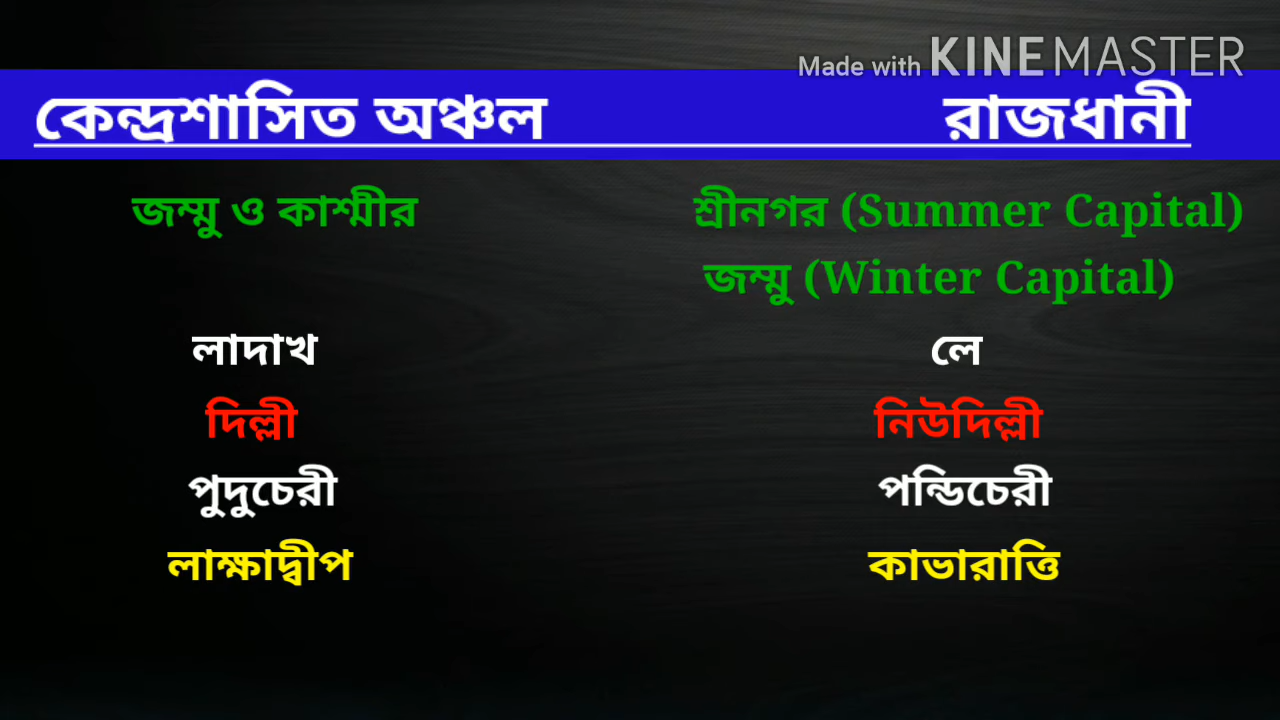 Made with KINEMASTER
কেন্দ্রশাসিত অঞ্চল রাজধানী
জম্মু ও কাশ্মীর শ্রীনগর (Summer Capital)
জম্মু (Winter Capital)
লাদাখ লে
দিল্লী নিউদিল্লী
পুদুচেরী পন্ডিচেরী
লাক্ষাদ্বীপ কাভারাত্তি